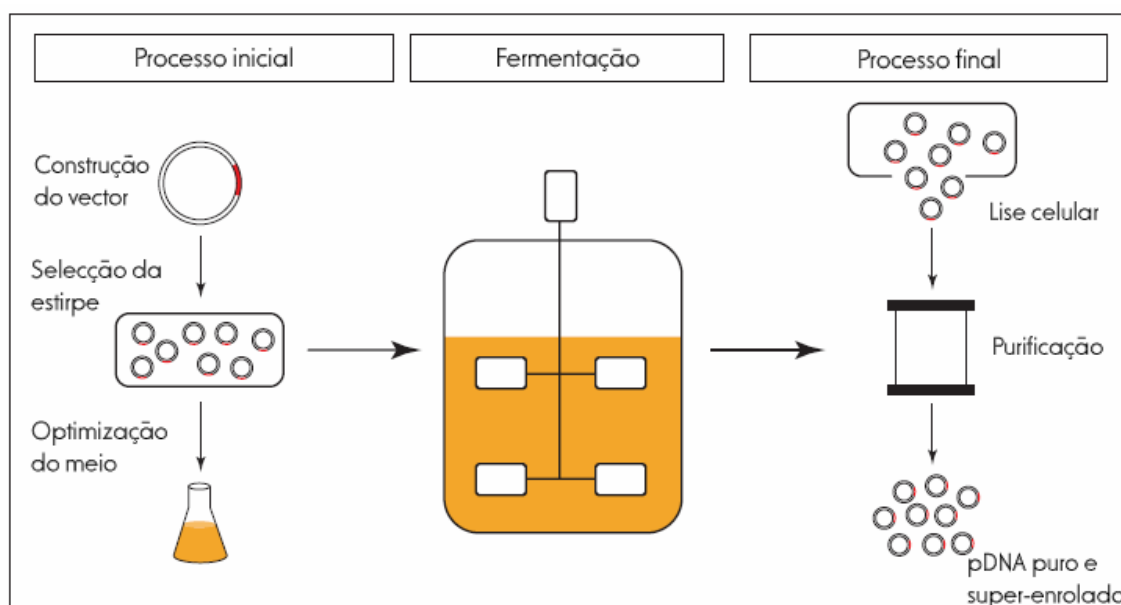 Processo inicial
Fermentação
Processo final
Construção
do vector
Selecção da
estirpe
Optimização
do meio
Lise celular
Purificação
pDNA puro e
super-enrolado